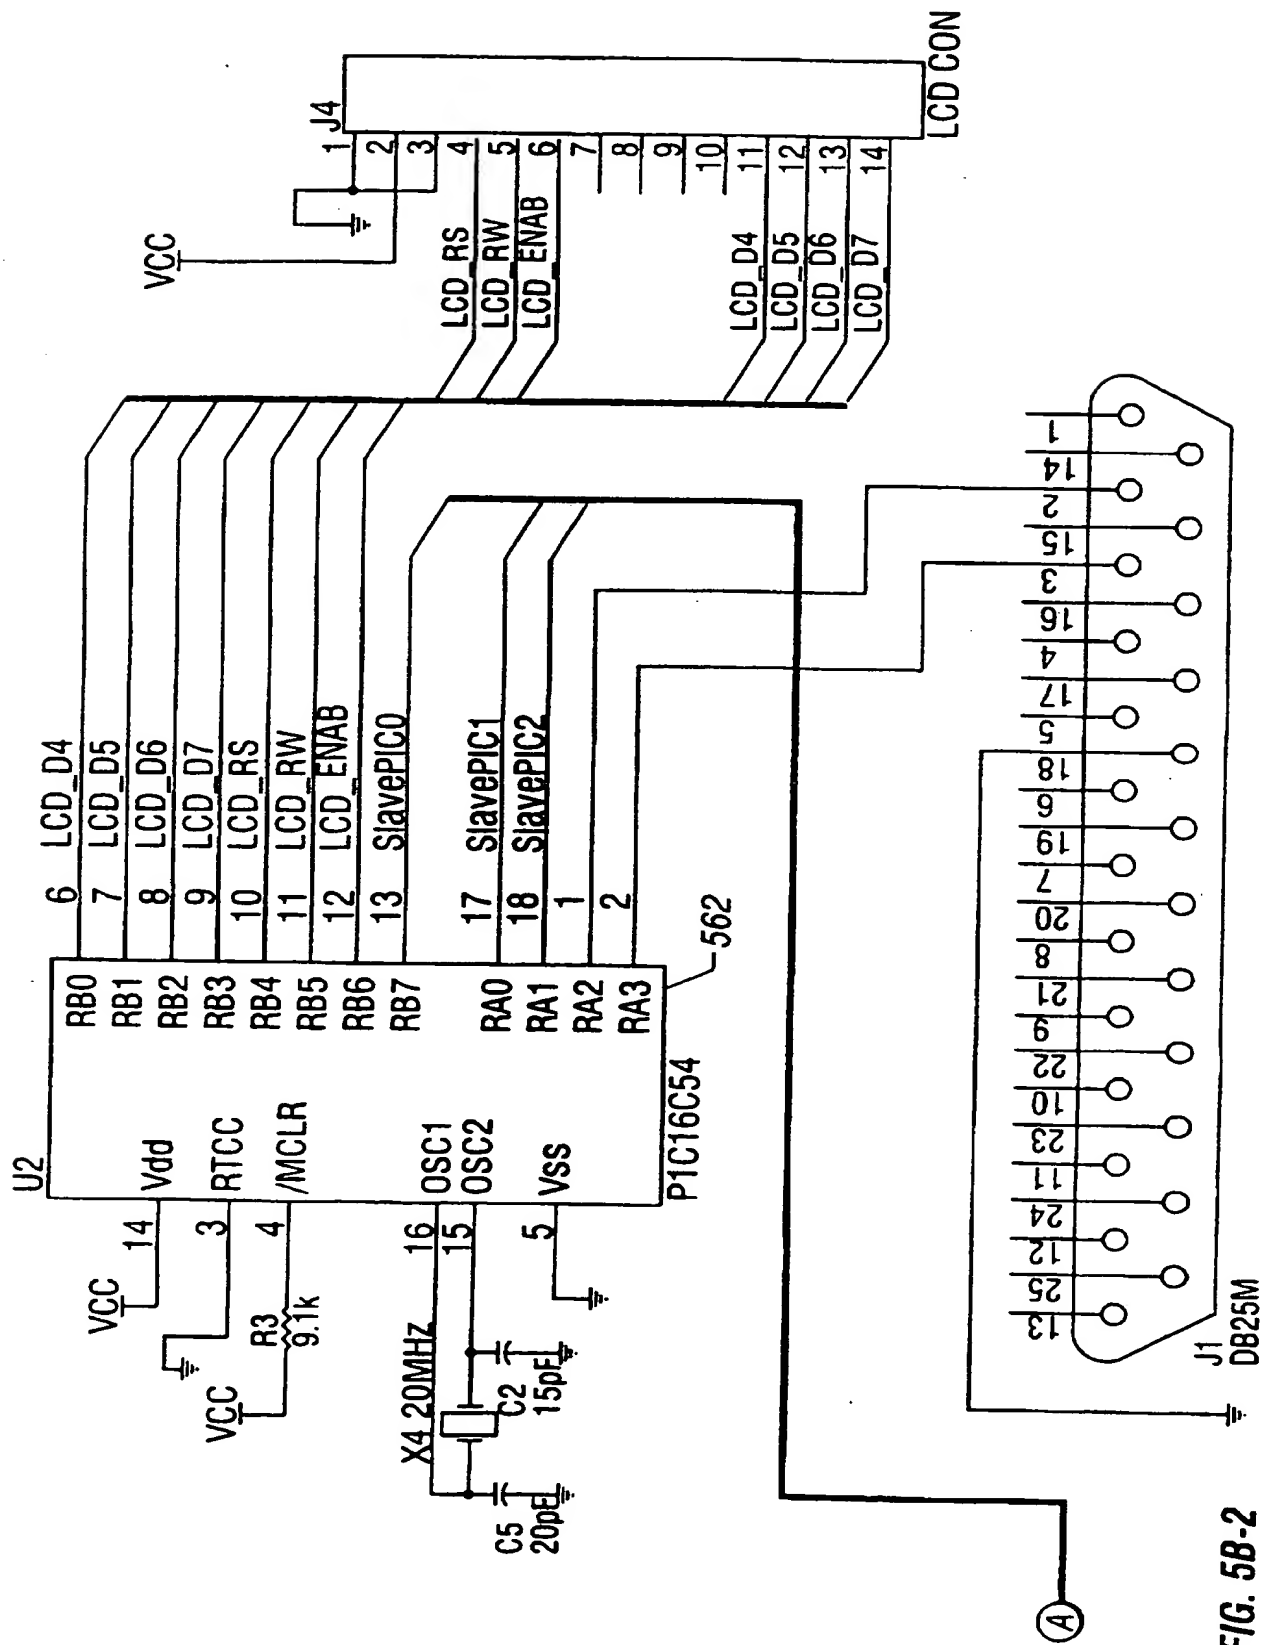 U2
P1C16C54
562
VCC
14
Vdd
3
RTCC
VCC
R3
9.1k
4
/MCLR
X4 20MHz
16
OSC1
15
OSC2
C5
20pF
C2
15pF
5
VSS
RB0 6 LCD_D4
RB1 7 LCD_D5
RB2 8 LCD_D6
RB3 9 LCD_D7
RB4 10 LCD_RS
RB5 11 LCD_RW
RB6 12 LCD_ENAB
RB7 13 SlavePIC0
RA0 17 SlavePIC1
RA1 18 SlavePIC2
RA2 1
RA3 2
VCC
J4
1
2
3
LCD_RS 4
LCD_RW 5
LCD_ENAB 6
7
8
9
10
LCD_D4 11
LCD_D5 12
LCD_D6 13
LCD_D7 14
LCD CON
13
25
12
24
11
23
10
22
9
21
8
20
7
19
6
18
5
17
4
16
3
15
2
14
1
J1
DB25M
A
FIG. 5B-2